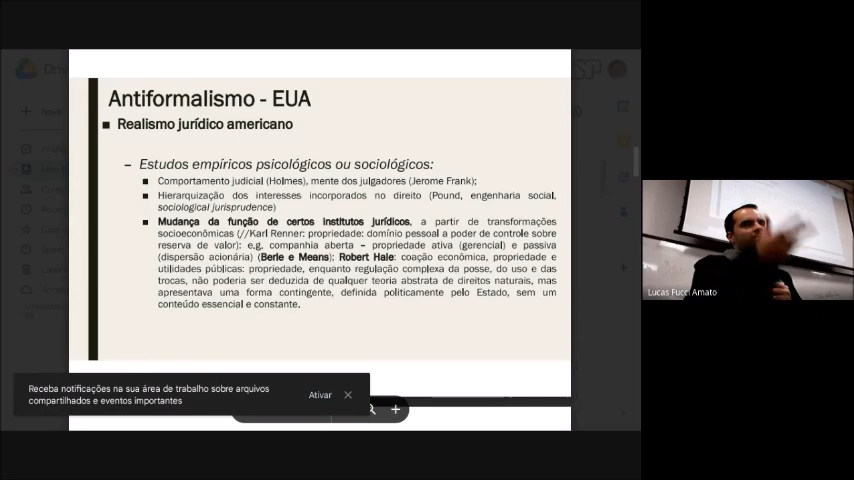 Antiformalismo - EUA
■ Realismo jurídico americano
– Estudos empíricos psicológicos ou sociológicos:
■ Comportamento judicial (Holmes), mente dos julgadores (Jerome Frank);
■ Hierarquização dos interesses incorporados no direito (Pound, engenharia social,
sociological jurisprudence)
■ Mudança da função de certos institutos jurídicos, a partir de transformações
socioeconômicas (//Karl Renner: propriedade: domínio pessoal a poder de controle sobre
reserva de valor): e.g. companhia aberta – propriedade ativa (gerencial) e passiva
(dispersão acionária) (Berle e Means); Robert Hale: coação econômica, propriedade e
utilidades públicas: propriedade, enquanto regulação complexa da posse, do uso e das
trocas, não poderia ser deduzida de qualquer teoria abstrata de direitos naturais, mas
apresentava uma forma contingente, definida politicamente pelo Estado, sem um
conteúdo essencial e constante.
Receba notificações na sua área de trabalho sobre arquivos
compartilhados e eventos importantes
Ativar
Lucas Fucci Amato